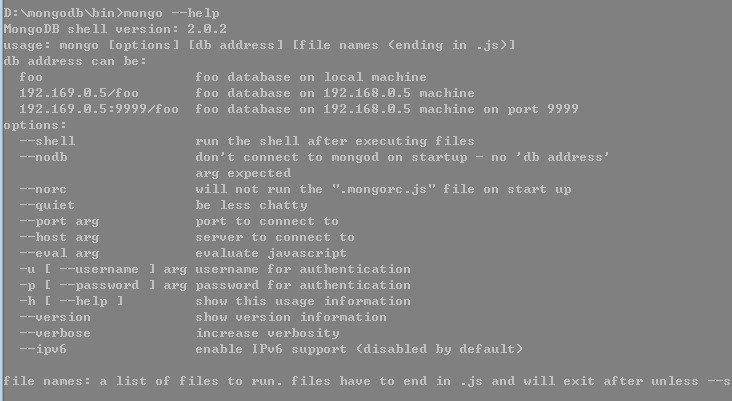 D:\mongodb\bin>mongo --help
MongoDB shell version: 2.0.2
usage: mongo [options] [db address] [file names (ending in .js)]
db address can be:
  foo                   foo database on local machine
  192.169.0.5/foo       foo database on 192.168.0.5 machine
  192.169.0.5:9999/foo  foo database on 192.168.0.5 machine on port 9999
options:
  --shell               run the shell after executing files
  --nodb                don't connect to mongod on startup - no 'db address'
                        arg expected
  --norc                will not run the ".mongorc.js" file on start up
  --quiet               be less chatty
  --port arg            port to connect to
  --host arg            server to connect to
  --eval arg            evaluate javascript
  -u [ --username ] arg username for authentication
  -p [ --password ] arg password for authentication
  -h [ --help ]         show this usage information
  --version             show version information
  --verbose             increase verbosity
  --ipv6                enable IPv6 support (disabled by default)
file names: a list of files to run. files have to end in .js and will exit after unless --s